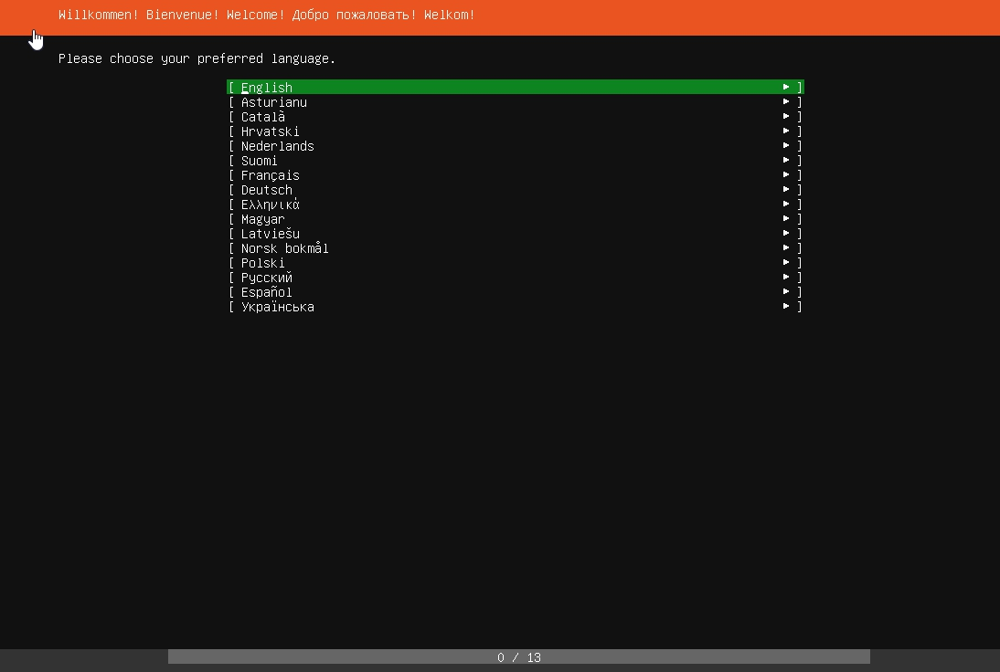 Willkommen! Bienvenue! Welcome! Добро пожаловать! Welkom!
Please choose your preferred language.
[ English ► ]
[ Asturianu ► ]
[ Català ► ]
[ Hrvatski ► ]
[ Nederlands ► ]
[ Suomi ► ]
[ Français ► ]
[ Deutsch ► ]
[ Ελληνικά ► ]
[ Magyar ► ]
[ Latviešu ► ]
[ Norsk bokmål ► ]
[ Polski ► ]
[ Русский ► ]
[ Español ► ]
[ Українська ► ]
0 / 13